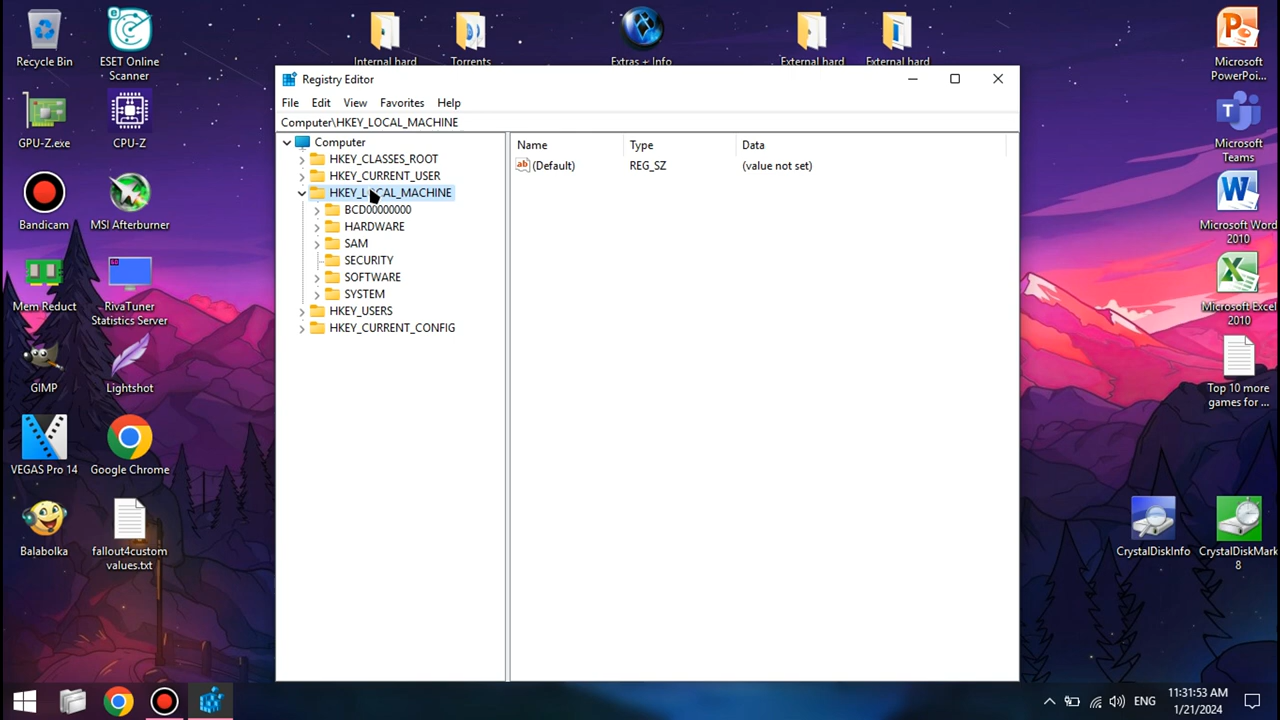 Recycle Bin
ESET Online
Scanner
Internal hard
Torrents
Extras + Info
External hard
External hard
Microsoft
PowerPoi...
GPU-Z.exe
CPU-Z
Microsoft
Teams
Bandicam
MSI Afterburner
Microsoft Word
2010
Mem Reduct
RivaTuner
Statistics Server
Microsoft Excel
2010
GIMP
Lightshot
Top 10 more
games for ...
VEGAS Pro 14
Google Chrome
Balabolka
fallout4custom
values.txt
CrystalDiskInfo
CrystalDiskMark
8
Registry Editor
File Edit View Favorites Help
Computer\HKEY_LOCAL_MACHINE
Computer
HKEY_CLASSES_ROOT
HKEY_CURRENT_USER
HKEY_LOCAL_MACHINE
BCD00000000
HARDWARE
SAM
SECURITY
SOFTWARE
SYSTEM
HKEY_USERS
HKEY_CURRENT_CONFIG
Name Type Data
ab (Default) REG_SZ (value not set)
ENG
11:31:53 AM
1/21/2024